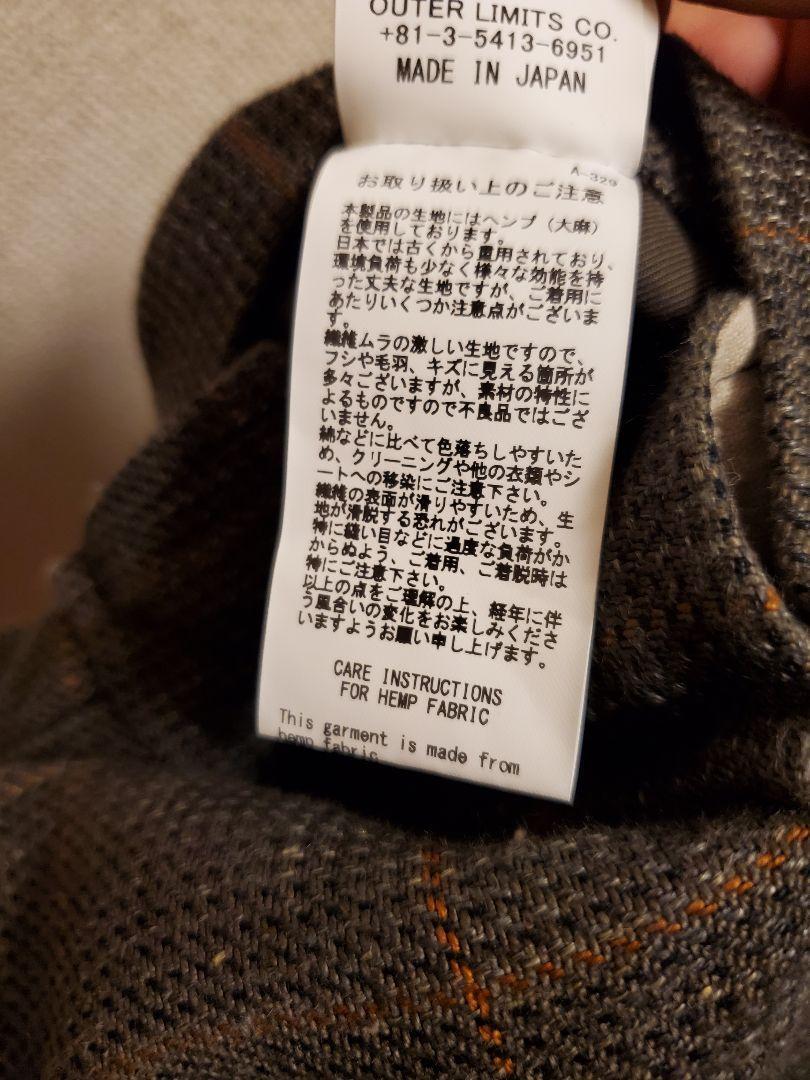 OUTER LIMITS CO.
+81-3-5413-6951
MADE IN JAPAN
A-329
お取り扱い上のご注意
本製品の生地にはヘンプ（大麻）
を使用しております。
日本では古くから重用されており、
環境負荷も少なく様々な効能を持
った丈夫な生地ですが、ご着用に
あたりいくつか注意点がございま
す。
繊維ムラの激しい生地ですので、
フシや毛羽、キズに見える箇所が
多々ございますが、素材の特性に
よるものですので不良品ではござ
いません。
綿などに比べて色落ちしやすいた
め、クリーニングや他の衣類やシ
ートへの移染にご注意下さい。
繊維の表面が滑りやすいため、生
地が滑脱する恐れがございます。
特に縫い目などに過度な負荷がか
からぬよう、ご着用、ご着脱時は
特にご注意下さい。
以上の点をご理解の上、経年に伴
う風合いの変化をお楽しみくださ
いますようお願い申し上げます。
CARE INSTRUCTIONS
FOR HEMP FABRIC
This garment is made from
hemp fabric